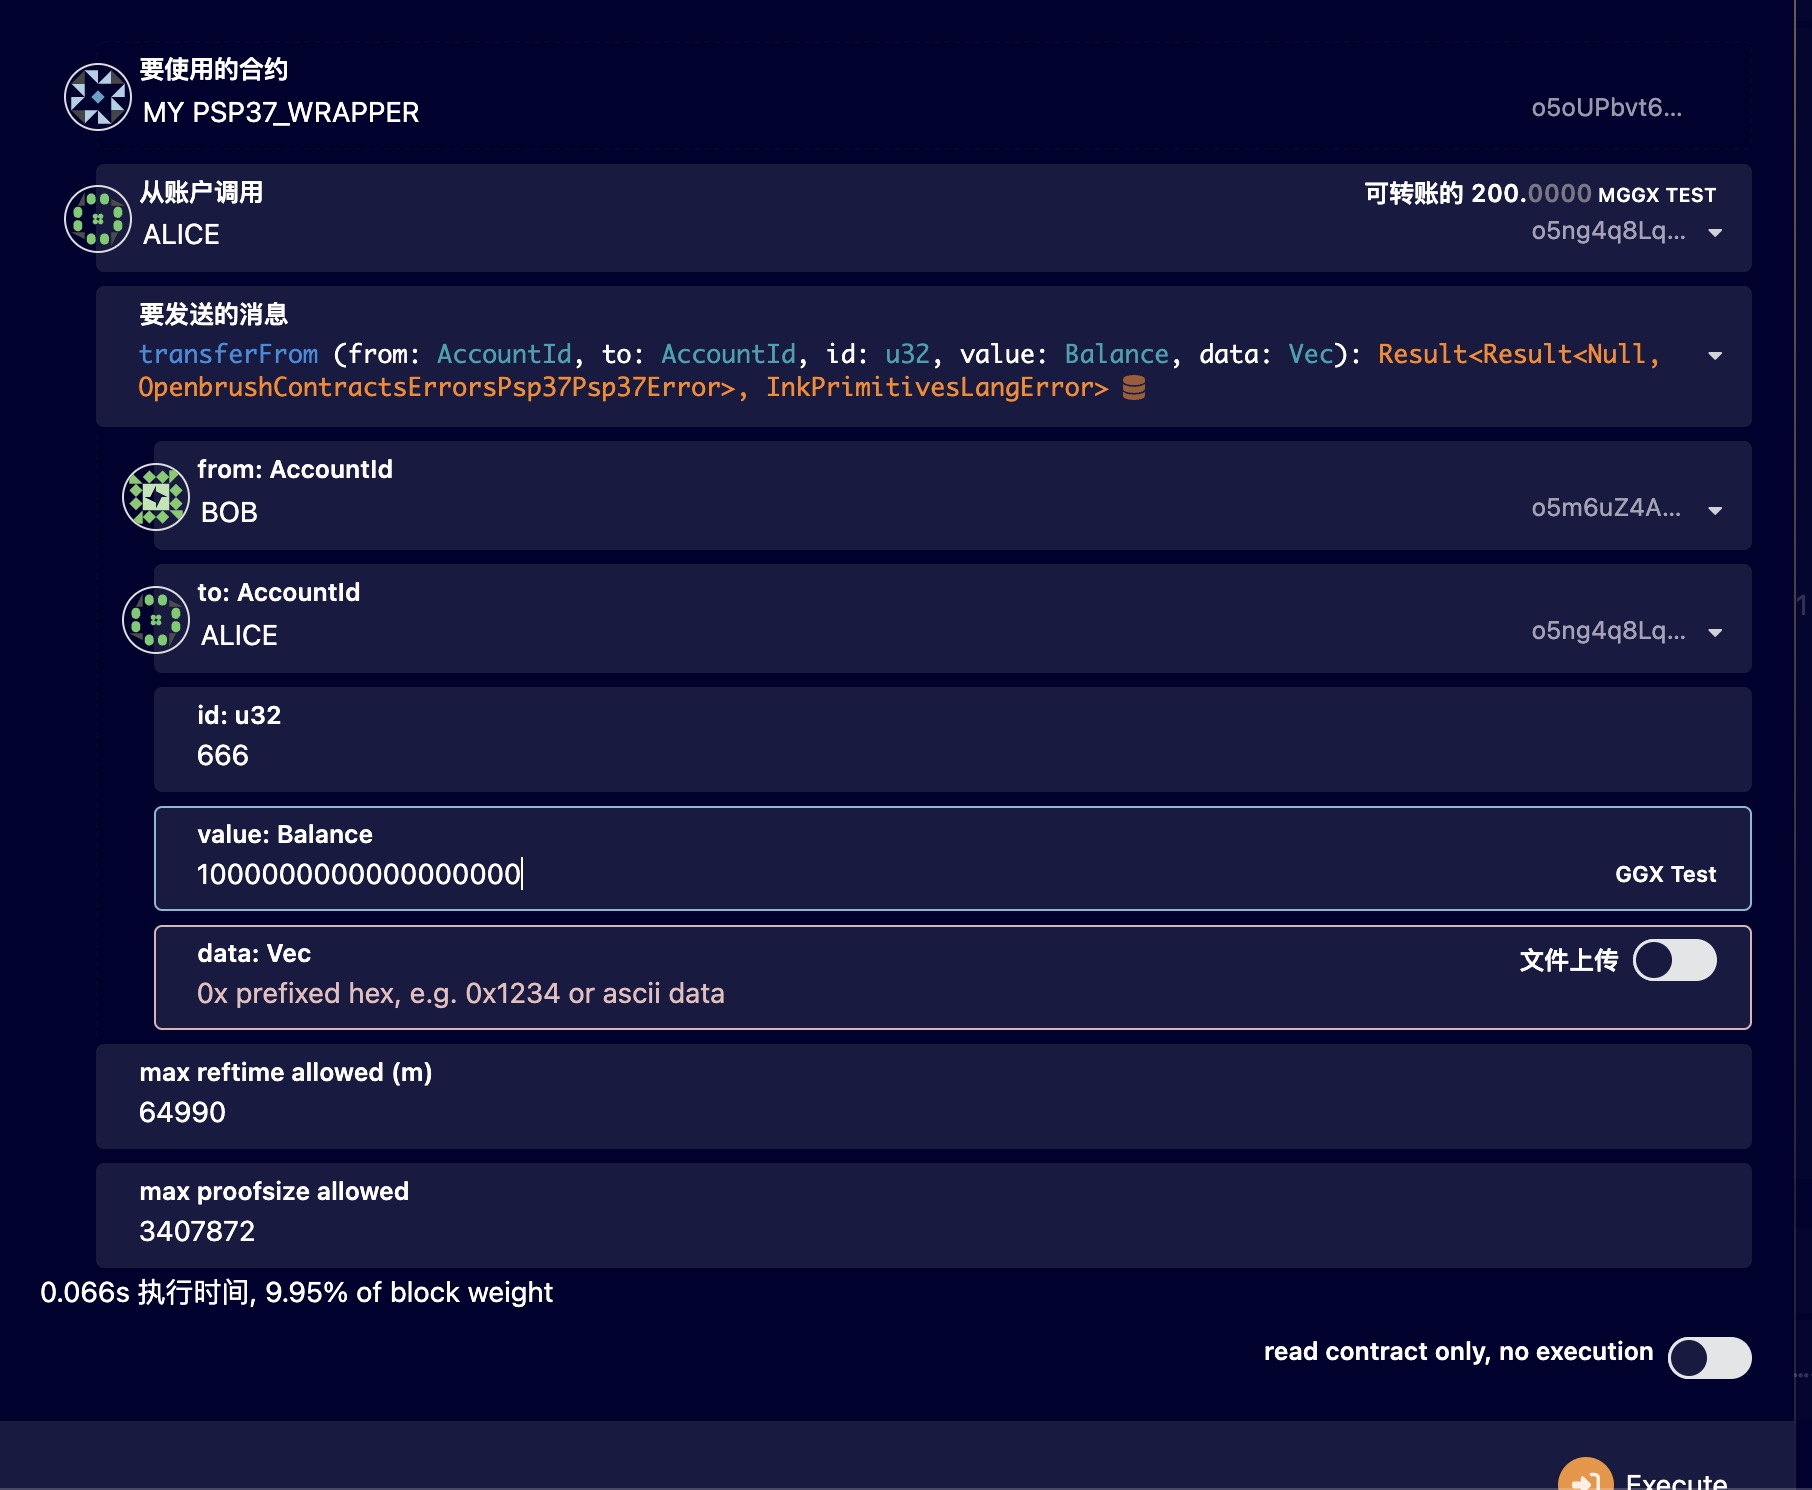 要使用的合约
MY PSP37_WRAPPER
o5oUPbvt6...
从账户调用
可转账的 200.0000 MGGX TEST
ALICE
o5ng4q8Lq...
要发送的消息
transferFrom (from: AccountId, to: AccountId, id: u32, value: Balance, data: Vec): Result<Result<Null,
OpenbrushContractsErrorsPsp37Psp37Error>, InkPrimitivesLangError>
from: AccountId
BOB
o5m6uZ4A...
to: AccountId
ALICE
o5ng4q8Lq...
id: u32
666
value: Balance
1000000000000000000
GGX Test
data: Vec
文件上传
0x prefixed hex, e.g. 0x1234 or ascii data
max reftime allowed (m)
64990
max proofsize allowed
3407872
0.066s 执行时间, 9.95% of block weight
read contract only, no execution
Execute